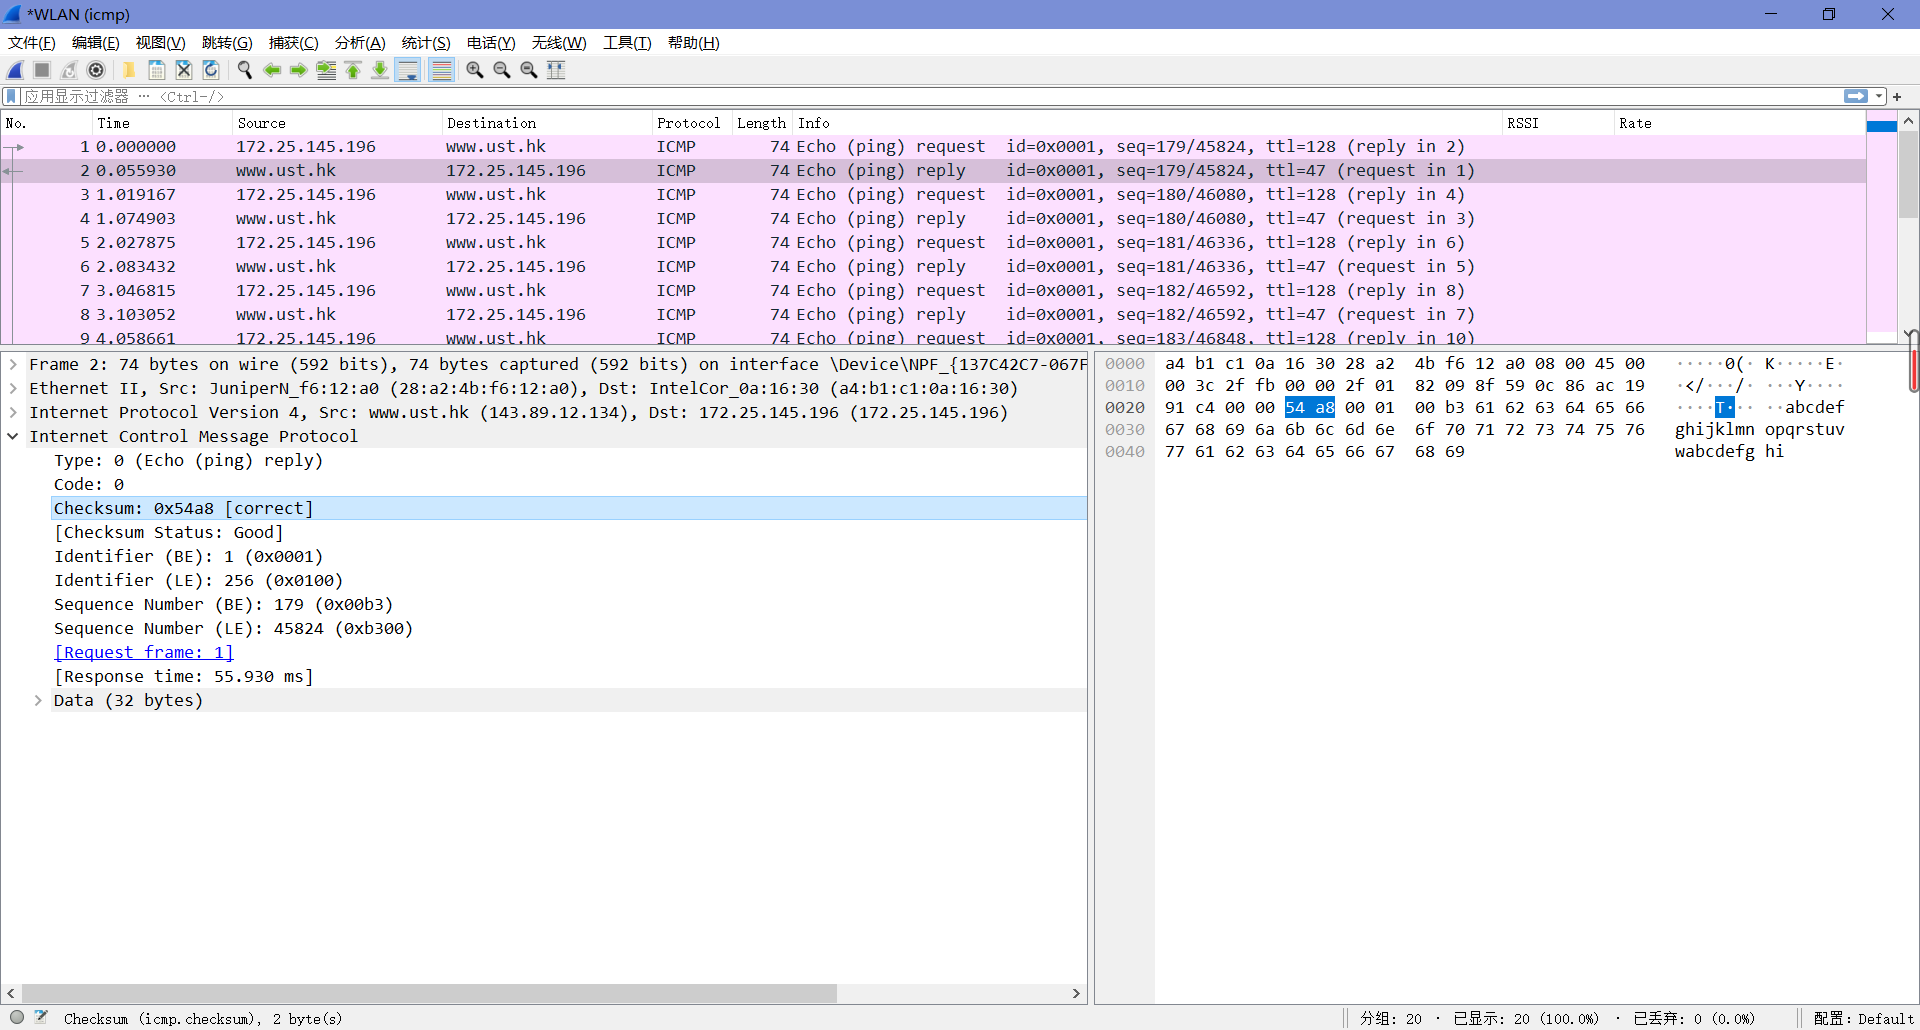 *WLAN (icmp)
文件(F) 编辑(E) 视图(V) 跳转(G) 捕获(C) 分析(A) 统计(S) 电话(Y) 无线(W) 工具(T) 帮助(H)
应用显示过滤器 … <Ctrl-/>
No. Time Source Destination Protocol Length Info RSSI Rate
1 0.000000 172.25.145.196 www.ust.hk ICMP 74 Echo (ping) request id=0x0001, seq=179/45824, ttl=128 (reply in 2)
2 0.055930 www.ust.hk 172.25.145.196 ICMP 74 Echo (ping) reply id=0x0001, seq=179/45824, ttl=47 (request in 1)
3 1.019167 172.25.145.196 www.ust.hk ICMP 74 Echo (ping) request id=0x0001, seq=180/46080, ttl=128 (reply in 4)
4 1.074903 www.ust.hk 172.25.145.196 ICMP 74 Echo (ping) reply id=0x0001, seq=180/46080, ttl=47 (request in 3)
5 2.027875 172.25.145.196 www.ust.hk ICMP 74 Echo (ping) request id=0x0001, seq=181/46336, ttl=128 (reply in 6)
6 2.083432 www.ust.hk 172.25.145.196 ICMP 74 Echo (ping) reply id=0x0001, seq=181/46336, ttl=47 (request in 5)
7 3.046815 172.25.145.196 www.ust.hk ICMP 74 Echo (ping) request id=0x0001, seq=182/46592, ttl=128 (reply in 8)
8 3.103052 www.ust.hk 172.25.145.196 ICMP 74 Echo (ping) reply id=0x0001, seq=182/46592, ttl=47 (request in 7)
9 4.058661 172.25.145.196 www.ust.hk ICMP 74 Echo (ping) request id=0x0001, seq=183/46848, ttl=128 (reply in 10)
Frame 2: 74 bytes on wire (592 bits), 74 bytes captured (592 bits) on interface \Device\NPF_{137C42C7-067F
Ethernet II, Src: JuniperN_f6:12:a0 (28:a2:4b:f6:12:a0), Dst: IntelCor_0a:16:30 (a4:b1:c1:0a:16:30)
Internet Protocol Version 4, Src: www.ust.hk (143.89.12.134), Dst: 172.25.145.196 (172.25.145.196)
Internet Control Message Protocol
Type: 0 (Echo (ping) reply)
Code: 0
Checksum: 0x54a8 [correct]
[Checksum Status: Good]
Identifier (BE): 1 (0x0001)
Identifier (LE): 256 (0x0100)
Sequence Number (BE): 179 (0x00b3)
Sequence Number (LE): 45824 (0xb300)
[Request frame: 1]
[Response time: 55.930 ms]
Data (32 bytes)
0000 a4 b1 c1 0a 16 30 28 a2 4b f6 12 a0 08 00 45 00 ·····0(· K·····E·
0010 00 3c 2f fb 00 00 2f 01 82 09 8f 59 0c 86 ac 19 ·</···/· ···Y····
0020 91 c4 00 00 54 a8 00 01 00 b3 61 62 63 64 65 66 ····T··· ··abcdef
0030 67 68 69 6a 6b 6c 6d 6e 6f 70 71 72 73 74 75 76 ghijklmn opqrstuv
0040 77 61 62 63 64 65 66 67 68 69 wabcdefg hi
Checksum (icmp.checksum), 2 byte(s)
分组: 20 · 已显示: 20 (100.0%) · 已丢弃: 0 (0.0%)
配置: Default